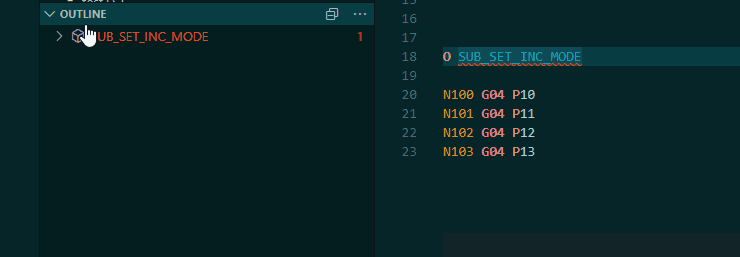 OUTLINE
SUB_SET_INC_MODE 1
16
17
18 O SUB_SET_INC_MODE
19
20 N100 G04 P10
21 N101 G04 P11
22 N102 G04 P12
23 N103 G04 P13